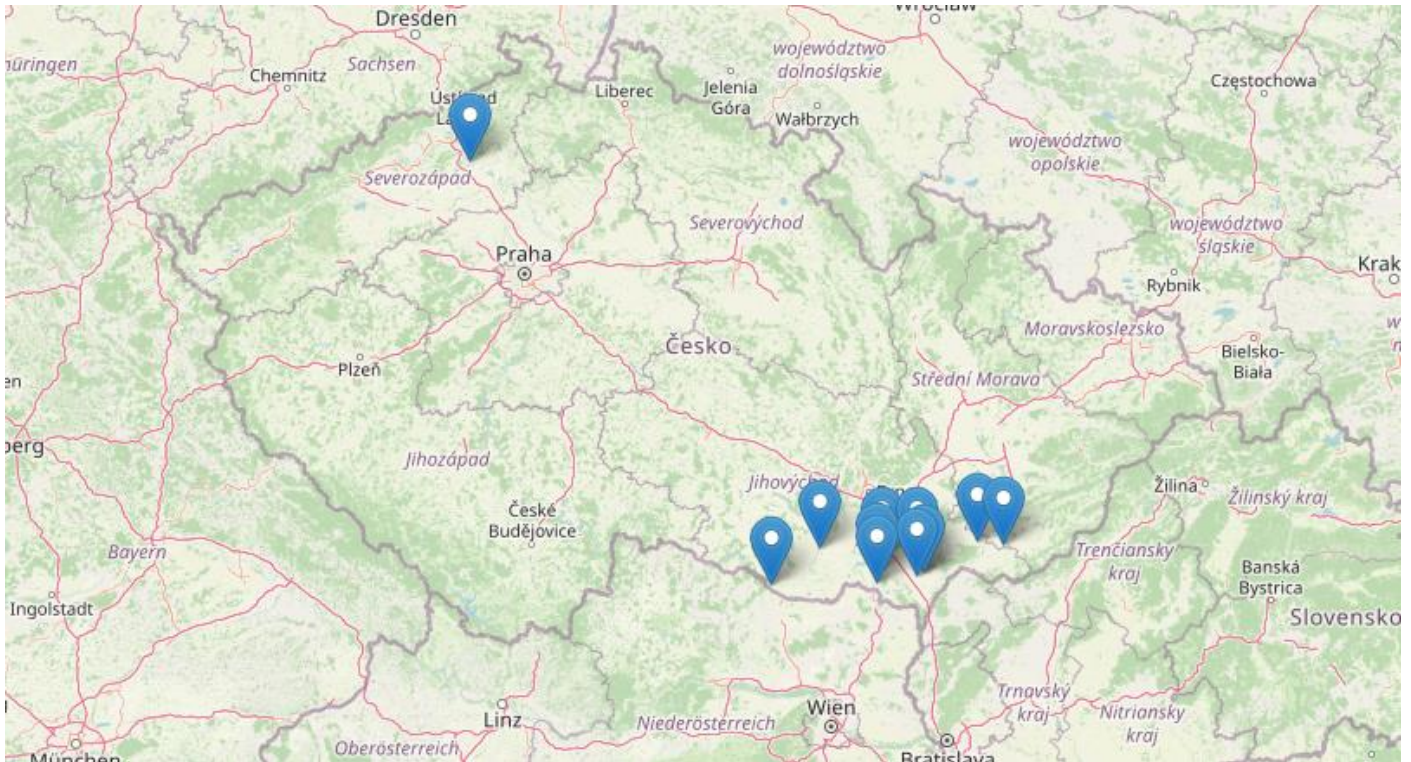 Wrocław
Dresden
województwo
dolnośląskie
Sachsen
Chemnitz
Częstochowa
Liberec
Jelenia
Góra
Wałbrzych
województwo
opolskie
Severozápad
Severovýchod
województwo
śląskie
Praha
Krak
Rybnik
Moravskoslezsko
Česko
Bielsko-
Biała
Plzeň
en
Střední Morava
berg
Jihozápad
Žilina
Žilinský kraj
České
Budějovice
Bayern
Trenčiansky
kraj
Banská
Bystrica
Ingolstadt
Slovensko
Trnavský
kraj
Nitriansky
kraj
Linz
Niederösterreich
Wien
Oberösterreich
München
Bratislava